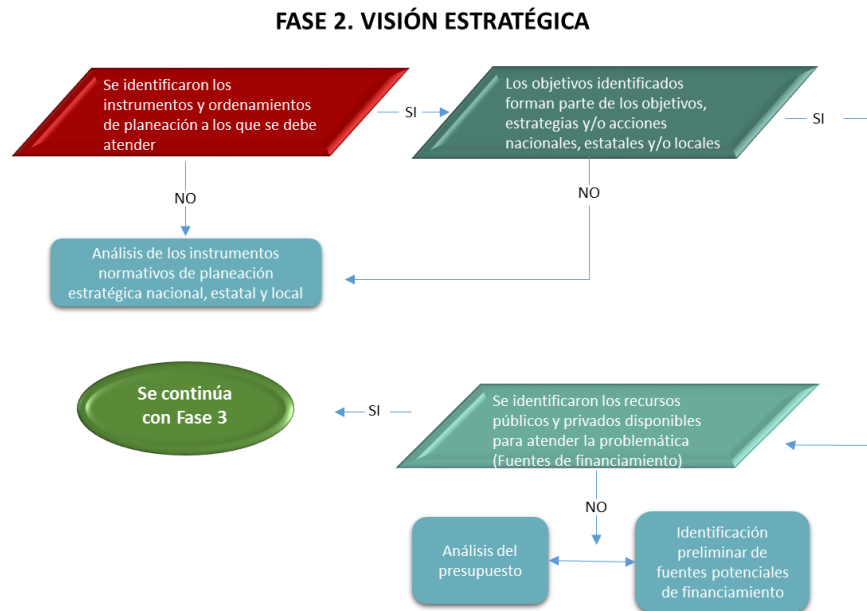 FASE 2. VISIÓN ESTRATÉGICA
Se identificaron los
instrumentos y ordenamientos
de planeación a los que se debe
atender
SI
Los objetivos identificados
forman parte de los objetivos,
estrategias y/o acciones
nacionales, estatales y/o locales
SI
NO
NO
Análisis de los instrumentos
normativos de planeación
estratégica nacional, estatal y local
Se continúa
con Fase 3
SI
Se identificaron los recursos
públicos y privados disponibles
para atender la problemática
(Fuentes de financiamiento)
NO
Análisis del
presupuesto
Identificación
preliminar de
fuentes potenciales
de financiamiento